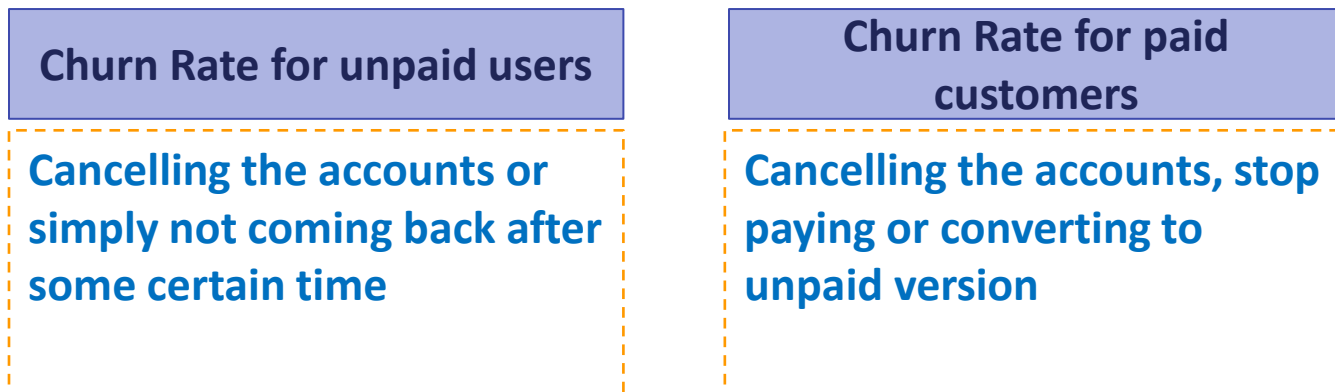 Churn Rate for unpaid users
Cancelling the accounts or
simply not coming back after
some certain time
Churn Rate for paid
customers
Cancelling the accounts, stop
paying or converting to
unpaid version